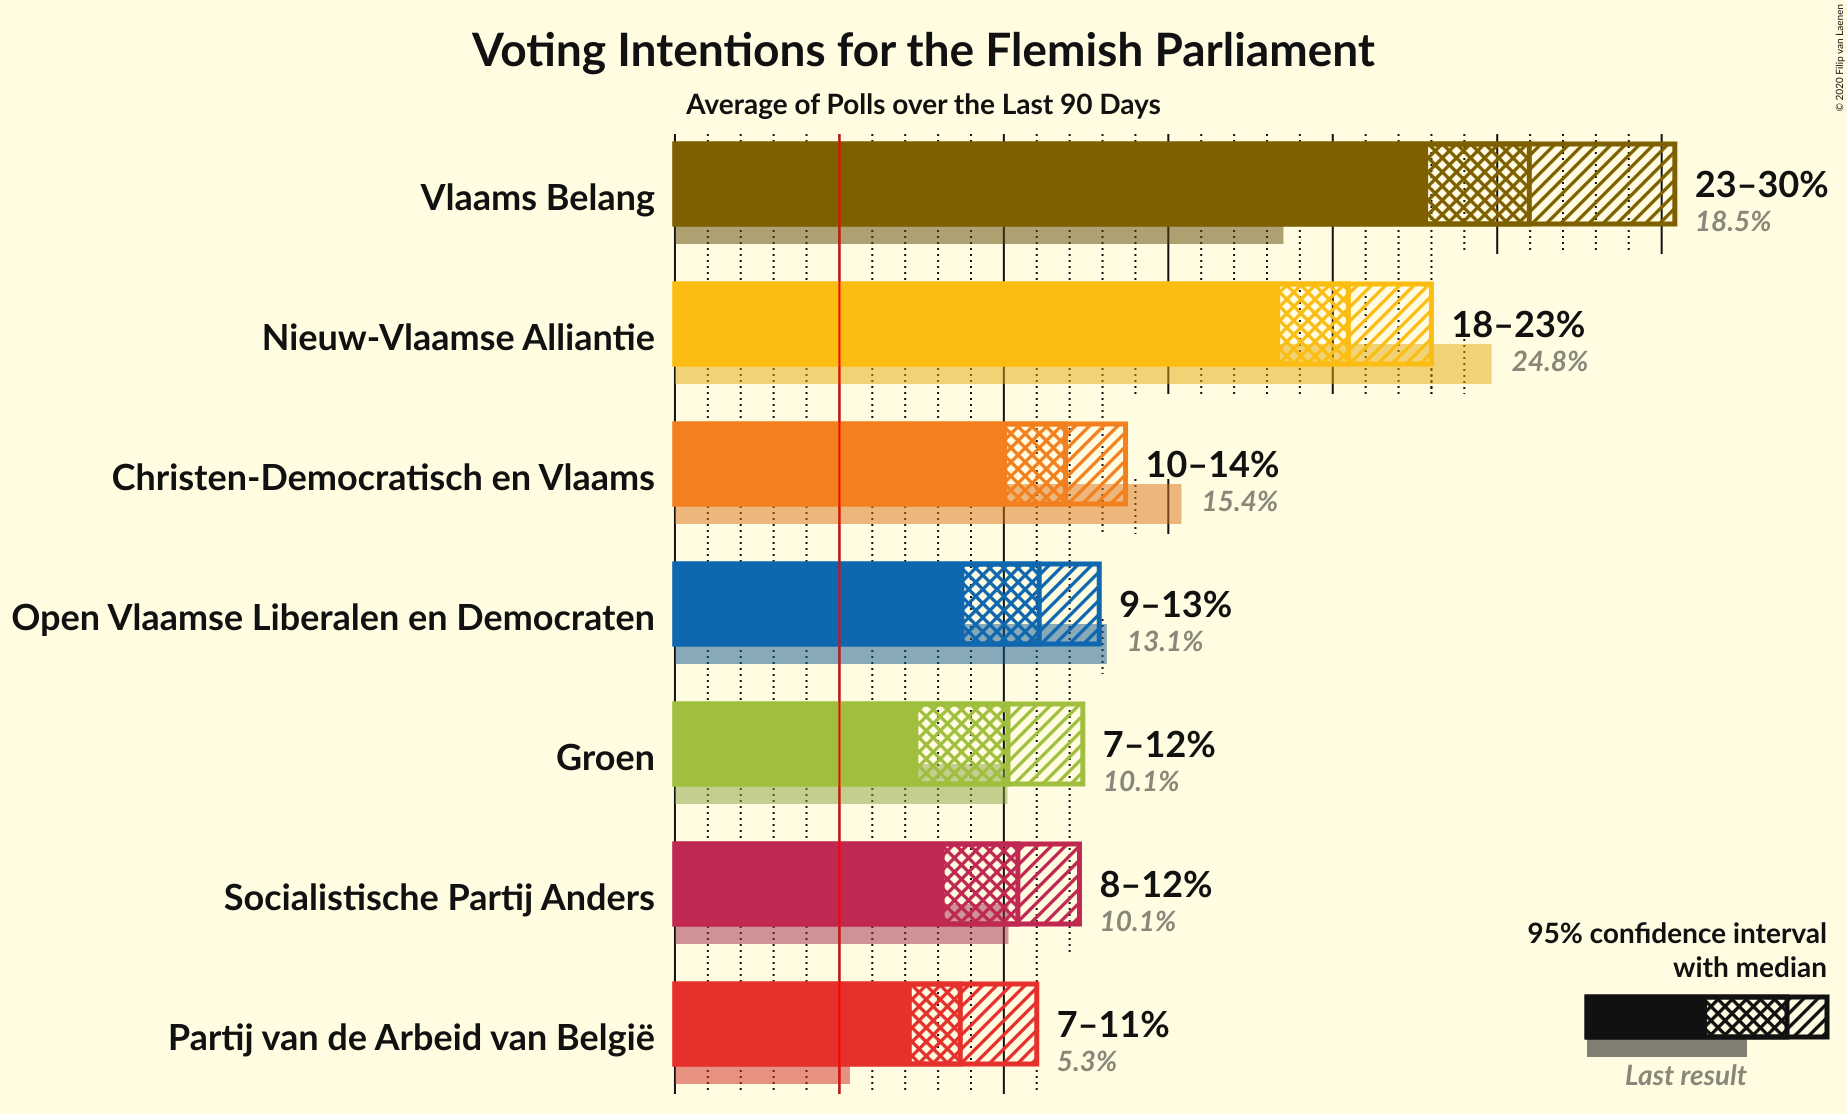 Voting Intentions for the Flemish Parliament
Average of Polls over the Last 90 Days
© 2020 Filip van Laenen
Vlaams Belang
23–30%
18.5%
Nieuw-Vlaamse Alliantie
18–23%
24.8%
Christen-Democratisch en Vlaams
10–14%
15.4%
Open Vlaamse Liberalen en Democraten
9–13%
13.1%
Groen
7–12%
10.1%
Socialistische Partij Anders
8–12%
10.1%
Partij van de Arbeid van België
7–11%
5.3%
95% confidence interval
with median
Last result